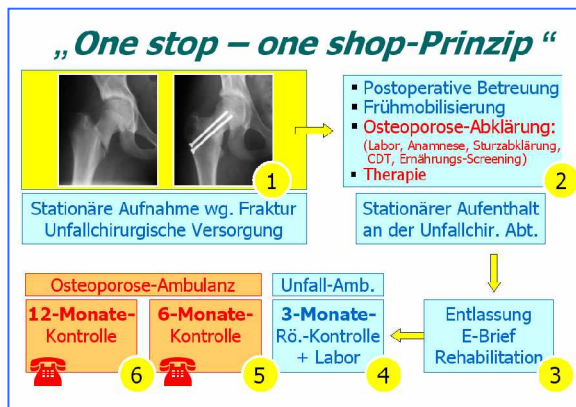 „One stop – one shop-Prinzip “
1
Stationäre Aufnahme wg. Fraktur
Unfallchirurgische Versorgung
▪ Postoperative Betreuung
▪ Frühmobilisierung
▪ Osteoporose-Abklärung:
(Labor, Anamnese, Sturzabklärung,
CDT, Ernährungs-Screening)
▪ Therapie
2
Stationärer Aufenthalt
an der Unfallchir. Abt.
Entlassung
E-Brief
Rehabilitation
3
Unfall-Amb.
3-Monate-
Rö.-Kontrolle
+ Labor
4
Osteoporose-Ambulanz
6-Monate-
Kontrolle
5
12-Monate-
Kontrolle
6